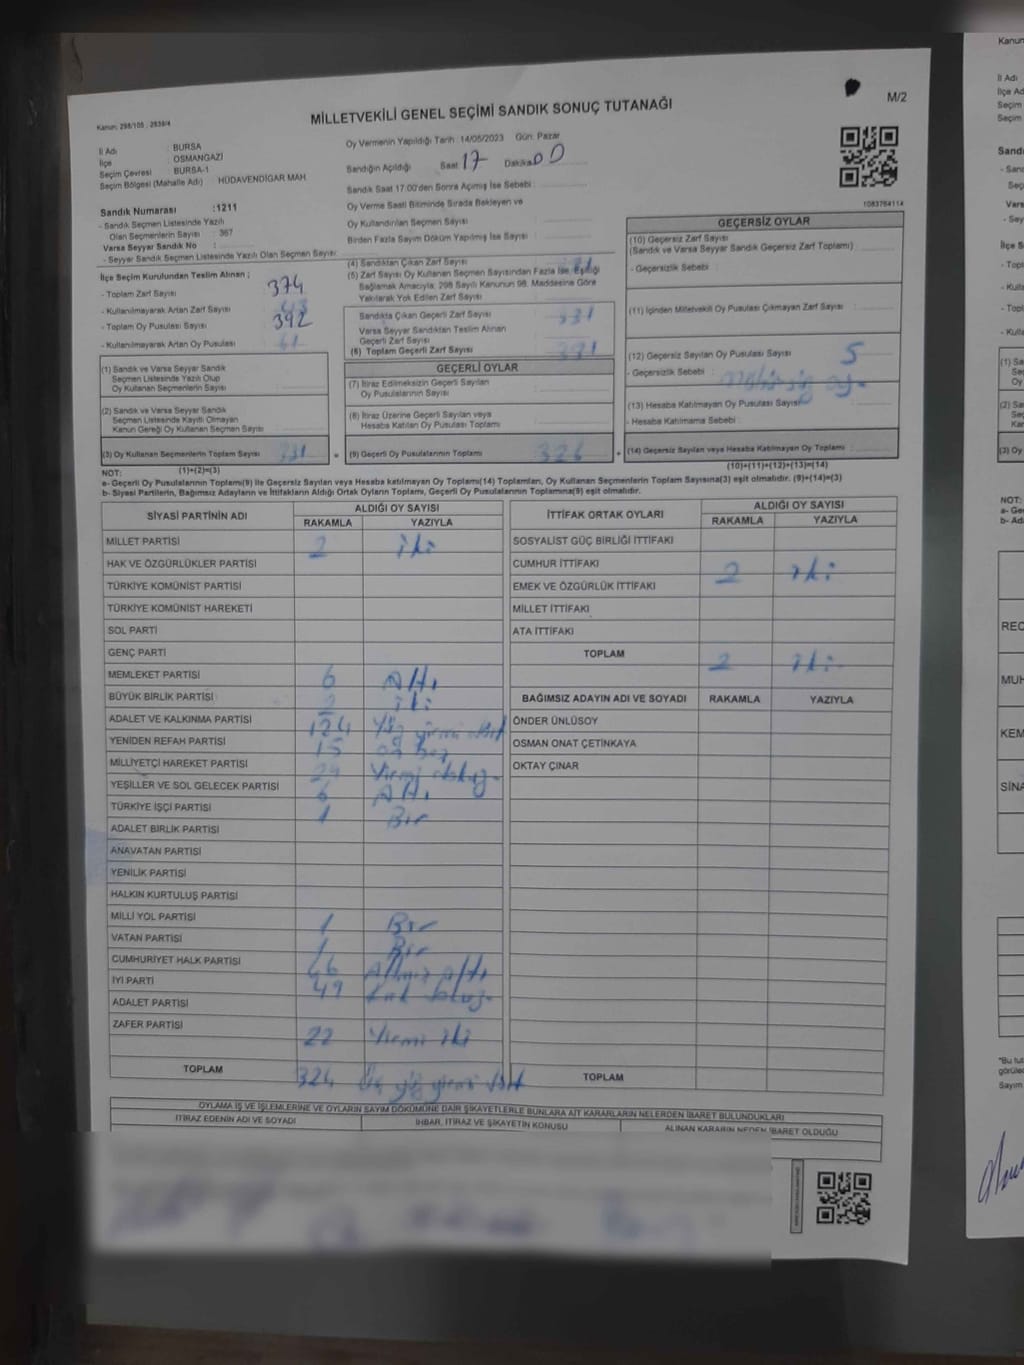 Kanun: 298/105 ; 2839/4
MİLLETVEKİLİ GENEL SEÇİMİ SANDIK SONUÇ TUTANAĞI
M/2
İl Adı : BURSA
İlçe : OSMANGAZİ
Seçim Çevresi : BURSA-1
Seçim Bölgesi (Mahalle Adı) : HÜDAVENDİGAR MAH.
Sandık Numarası :1211
- Sandık Seçmen Listesinde Yazılı
Olan Seçmenlerin Sayısı : 367
Varsa Seyyar Sandık No :
- Seyyar Sandık Seçmen Listesinde Yazılı Olan Seçmen Sayısı:
Oy Vermenin Yapıldığı Tarih :14/05/2023 Gün: Pazar
Sandığın Açıldığı Saat: 17 Dakika: 00
Sandık Saat 17:00'den Sonra Açılmış İse Sebebi :
Oy Verme Saati Bitiminde Sırada Bekleyen ve
Oy Kullandırılan Seçmen Sayısı
Birden Fazla Sayım Döküm Yapılmış İse Sayısı :
1083764114
İlçe Seçim Kurulundan Teslim Alınan ;
- Toplam Zarf Sayısı 374
- Kullanılmayarak Artan Zarf Sayısı 43
- Toplam Oy Pusulası Sayısı 392
- Kullanılmayarak Artan Oy Pusulası 61
(1) Sandık ve Varsa Seyyar Sandık
Seçmen Listesinde Yazılı Olup
Oy Kullanan Seçmen Sayısı :
(2) Sandık ve Varsa Seyyar Sandık
Seçmen Listesinde Kayıtlı Olmayan
Kanun Gereği Oy Kullanan Seçmen Sayısı :
(3) Oy Kullanan Seçmenlerin Toplam Sayısı 331
(4) Sandıktan Çıkan Zarf Sayısı 331
(5) Zarf Sayısı Oy Kullanan Seçmen Sayısından Fazla İse, Eşitliği
Sağlamak Amacıyla; 298 Sayılı Kanunun 98. Maddesine Göre
Yakılarak Yok Edilen Zarf Sayısı :
Sandıkta Çıkan Geçerli Zarf Sayısı 331
Varsa Seyyar Sandıktan Teslim Alınan
Geçerli Zarf Sayısı :
(6) Toplam Geçerli Zarf Sayısı 331
GEÇERLİ OYLAR
(7) İtiraz Edilmeksizin Geçerli Sayılan
Oy Pusulalarının Sayısı :
(8) İtiraz Üzerine Geçerli Sayılan veya
Hesaba Katılan Oy Pusulası Toplamı :
= (9) Geçerli Oy Pusulalarının Toplamı 326
GEÇERSİZ OYLAR
(10) Geçersiz Zarf Sayısı
(Sandık ve Varsa Seyyar Sandık Geçersiz Zarf Toplamı)
- Geçersizlik Sebebi :
(11) İçinden Milletvekili Oy Pusulası Çıkmayan Zarf Sayısı
(12) Geçersiz Sayılan Oy Pusulası Sayısı 5
- Geçersizlik Sebebi : Mühürsüz oy
(13) Hesaba Katılmayan Oy Pusulası Sayısı:
- Hesaba Katılmama Sebebi :
+ (14) Geçersiz Sayılan veya Hesaba Katılmayan Oy Toplamı
NOT: (1)+(2)=(3) (10)+(11)+(12)+(13)=(14)
a- Geçerli Oy Pusulalarının Toplamı(9) ile Geçersiz Sayılan veya Hesaba Katılmayan Oy Toplamı(14) Toplamları, Oy Kullanan Seçmenlerin Toplam Sayısına(3) eşit olmalıdır. (9)+(14)=(3)
b- Siyasi Partilerin, Bağımsız Adayların ve İttifakların Aldığı Ortak Oyların Toplamı, Geçerli Oy Pusulalarının Toplamına(9) eşit olmalıdır.
SİYASİ PARTİNİN ADI ALDIĞI OY SAYISI
RAKAMLA YAZIYLA
MİLLET PARTİSİ 2 iki
HAK VE ÖZGÜRLÜKLER PARTİSİ
TÜRKİYE KOMÜNİST PARTİSİ
TÜRKİYE KOMÜNİST HAREKETİ
SOL PARTİ
GENÇ PARTİ
MEMLEKET PARTİSİ 6 Altı
BÜYÜK BİRLİK PARTİSİ 2 iki
ADALET VE KALKINMA PARTİSİ 124 Yüz yirmi dört
YENİDEN REFAH PARTİSİ 15 on beş
MİLLİYETÇİ HAREKET PARTİSİ 29 Yirmi dokuz
YEŞİLLER VE SOL GELECEK PARTİSİ 6 Altı
TÜRKİYE İŞÇİ PARTİSİ 1 Bir
ADALET BİRLİK PARTİSİ
ANAVATAN PARTİSİ
YENİLİK PARTİSİ
HALKIN KURTULUŞ PARTİSİ
MİLLİ YOL PARTİSİ 1 Bir
VATAN PARTİSİ 1 Bir
CUMHURİYET HALK PARTİSİ 66 Altmış altı
İYİ PARTİ 49 Kırk dokuz
ADALET PARTİSİ
ZAFER PARTİSİ 22 Yirmi iki
TOPLAM 324 Üç yüz yirmi dört
İTTİFAK ORTAK OYLARI ALDIĞI OY SAYISI
RAKAMLA YAZIYLA
SOSYALİST GÜÇ BİRLİĞİ İTTİFAKI
CUMHUR İTTİFAKI 2 iki
EMEK VE ÖZGÜRLÜK İTTİFAKI
MİLLET İTTİFAKI
ATA İTTİFAKI
TOPLAM 2 iki
BAĞIMSIZ ADAYIN ADI VE SOYADI RAKAMLA YAZIYLA
ÖNDER ÜNLÜSOY
OSMAN ONAT ÇETİNKAYA
OKTAY ÇINAR
TOPLAM
OYLAMA İŞ VE İŞLEMLERİNE VE OYLARIN SAYIM DÖKÜMÜNE DAİR ŞİKAYETLERLE BUNLARA AİT KARARLARIN NELERDEN İBARET BULUNDUKLARI
İTİRAZ EDENİN ADI VE SOYADI İHBAR, İTİRAZ VE ŞİKAYETİN KONUSU ALINAN KARARIN NEDEN İBARET OLDUĞU